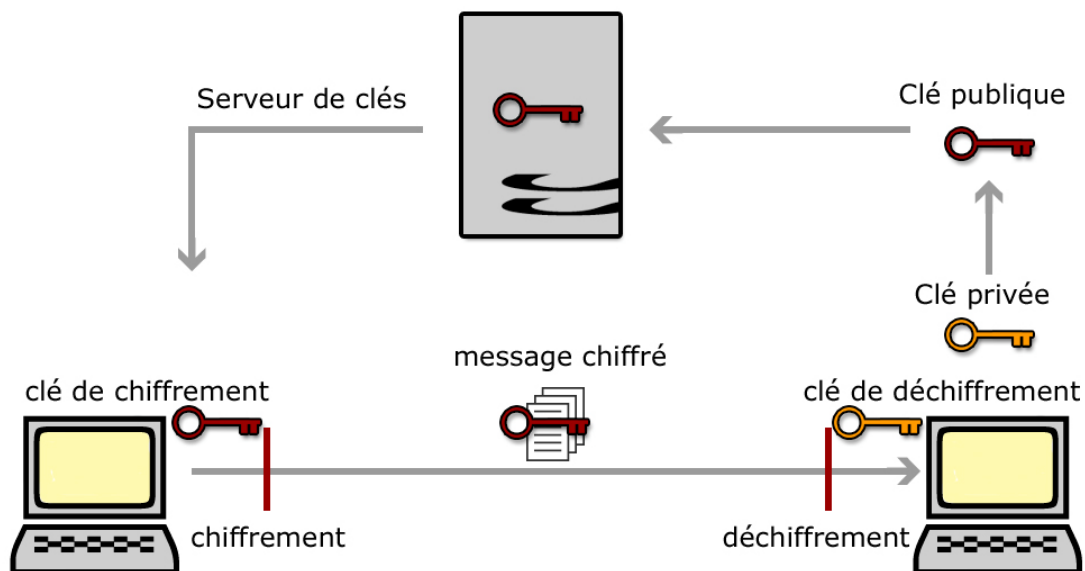 Serveur de clés
Clé publique
Clé privée
message chiffré
clé de chiffrement
clé de déchiffrement
chiffrement
déchiffrement